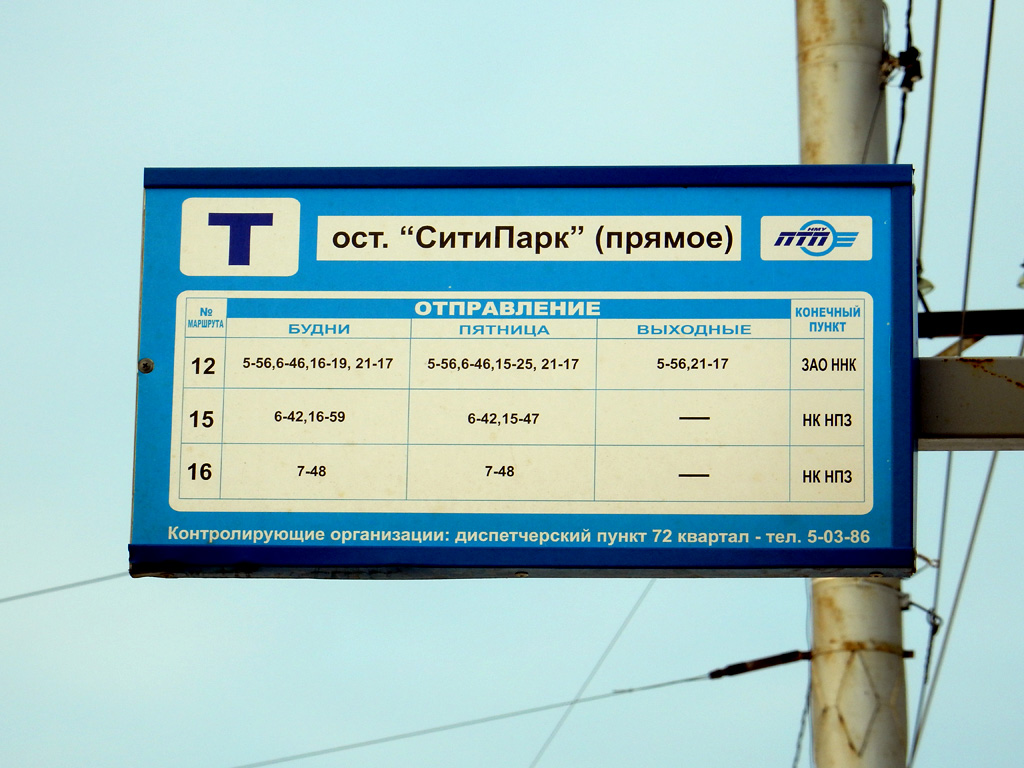 Т
ост. “СитиПарк” (прямое)
НМУ
ПТП
№ МАРШРУТА
ОТПРАВЛЕНИЕ
КОНЕЧНЫЙ ПУНКТ
БУДНИ ПЯТНИЦА ВЫХОДНЫЕ
12 5-56,6-46,16-19, 21-17 5-56,6-46,15-25, 21-17 5-56,21-17 ЗАО ННК
15 6-42,16-59 6-42,15-47 — НК НПЗ
16 7-48 7-48 — НК НПЗ
Контролирующие организации: диспетчерский пункт 72 квартал - тел. 5-03-86